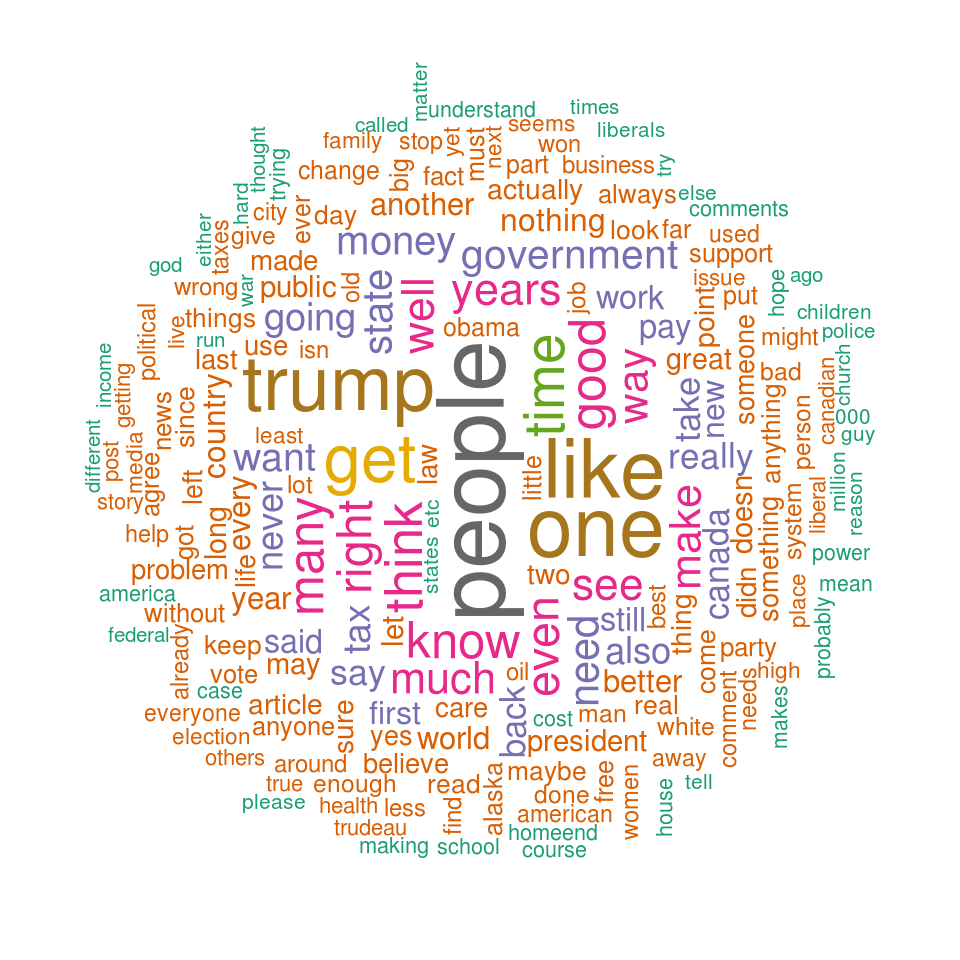 matter
understand
times
called
liberals
family
stop
yet
must
next
seems
won
thought
trying
change
big
fact
part
business
try
hard
ever
another
actually
always
else
comments
either
city
day
nothing
look
far
used
taxes
give
money
government
support
god
war
made
public
old
state
well
years
job
work
issue
put
hope
ago
wrong
things
going
obama
good
pay
point
someone
children
political
live
run
use
isn
might
police
last
trump
people
time
way
great
bad
canadian
church
income
getting
news
since
country
take
new
anything
person
000
guy
different
post
media
agree
least
want
get
law
little
like
really
story
left
every
never
lot
many
right
think
states
etc
one
make
canada
doesn
something
system
liberal
million
reason
help
got
long
problem
life
two
see
didn
place
power
america
without
year
tax
let
know
even
need
still
best
thing
mean
probably
federal
already
keep
said
also
come
party
vote
may
say
much
oil
better
comment
needs
high
case
everyone
article
anyone
sure
first
care
back
cost
man
real
white
makes
election
yes
world
president
others
around
believe
away
true
enough
read
maybe
free
women
house
tell
please
health
less
find
alaska
done
american
trudeau
homeend
making
school
course